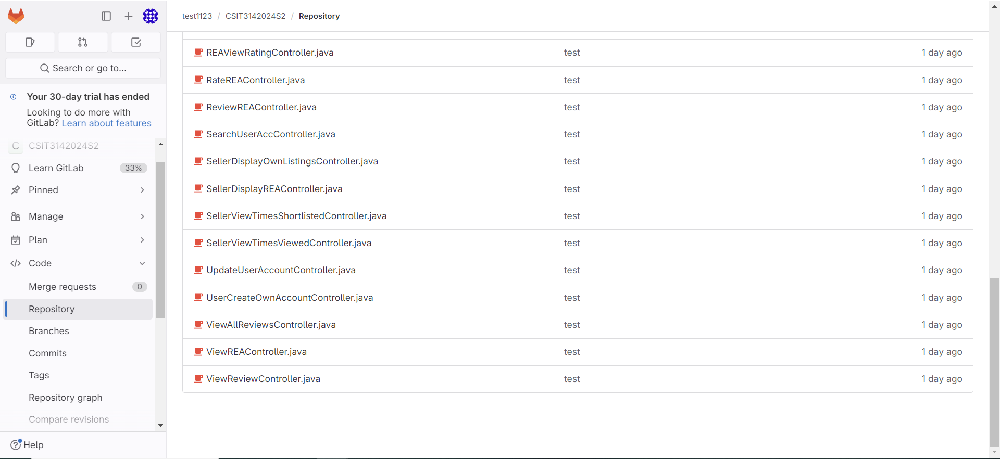 test1123 / CSIT3142024S2 / Repository
Search or go to...
Your 30-day trial has ended
Looking to do more with
GitLab? Learn about features
C CSIT3142024S2
Learn GitLab 33%
Pinned
Manage
Plan
Code
Merge requests 0
Repository
Branches
Commits
Tags
Repository graph
Compare revisions
Help
REAViewRatingController.java test 1 day ago
RateREAController.java test 1 day ago
ReviewREAController.java test 1 day ago
SearchUserAccController.java test 1 day ago
SellerDisplayOwnListingsController.java test 1 day ago
SellerDisplayREAController.java test 1 day ago
SellerViewTimesShortlistedController.java test 1 day ago
SellerViewTimesViewedController.java test 1 day ago
UpdateUserAccountController.java test 1 day ago
UserCreateOwnAccountController.java test 1 day ago
ViewAllReviewsController.java test 1 day ago
ViewREAController.java test 1 day ago
ViewReviewController.java test 1 day ago